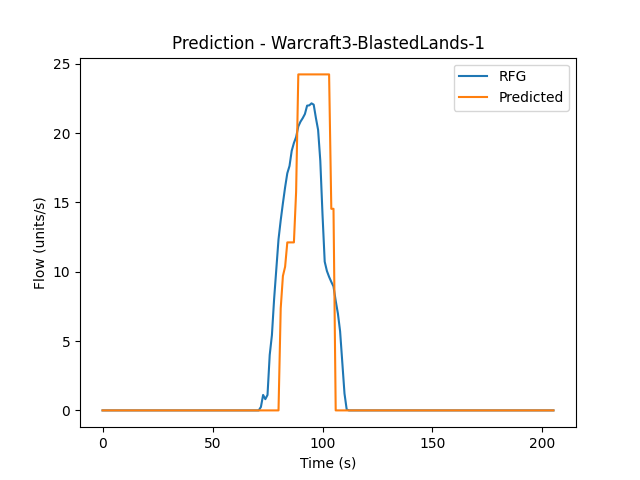 Prediction - Warcraft3-BlastedLands-1
RFG
Predicted
Flow (units/s)
25
20
15
10
5
0
0 50 100 150 200
Time (s)